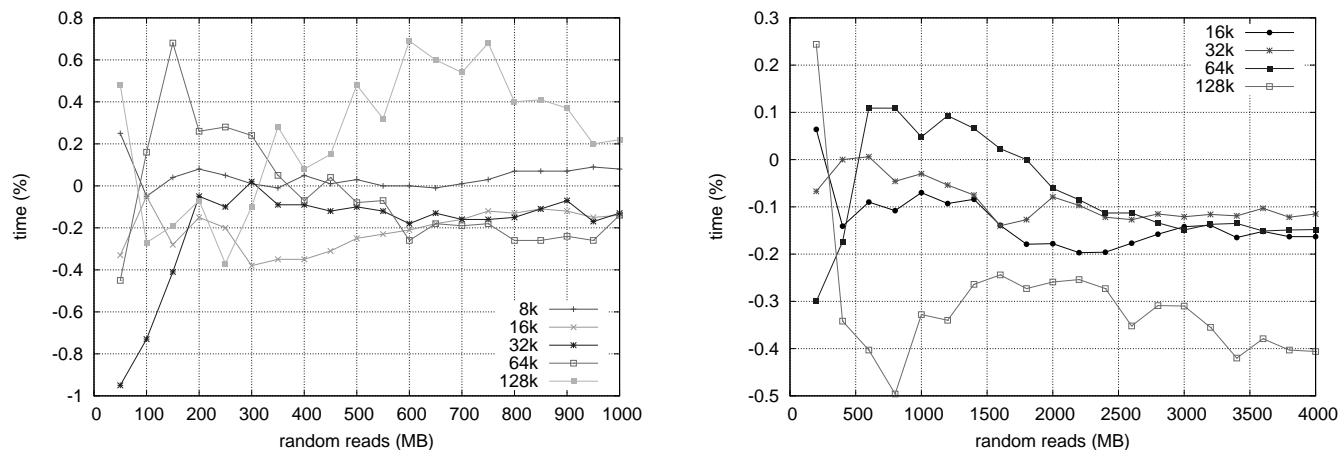 0.8
0.6
0.4
0.2
0
-0.2
-0.4
-0.6
-0.8
-1
time (%)
0 100 200 300 400 500 600 700 800 900 1000
random reads (MB)
8k
16k
32k
64k
128k
0.3
0.2
0.1
0
-0.1
-0.2
-0.3
-0.4
-0.5
time (%)
0 500 1000 1500 2000 2500 3000 3500 4000
random reads (MB)
16k
32k
64k
128k